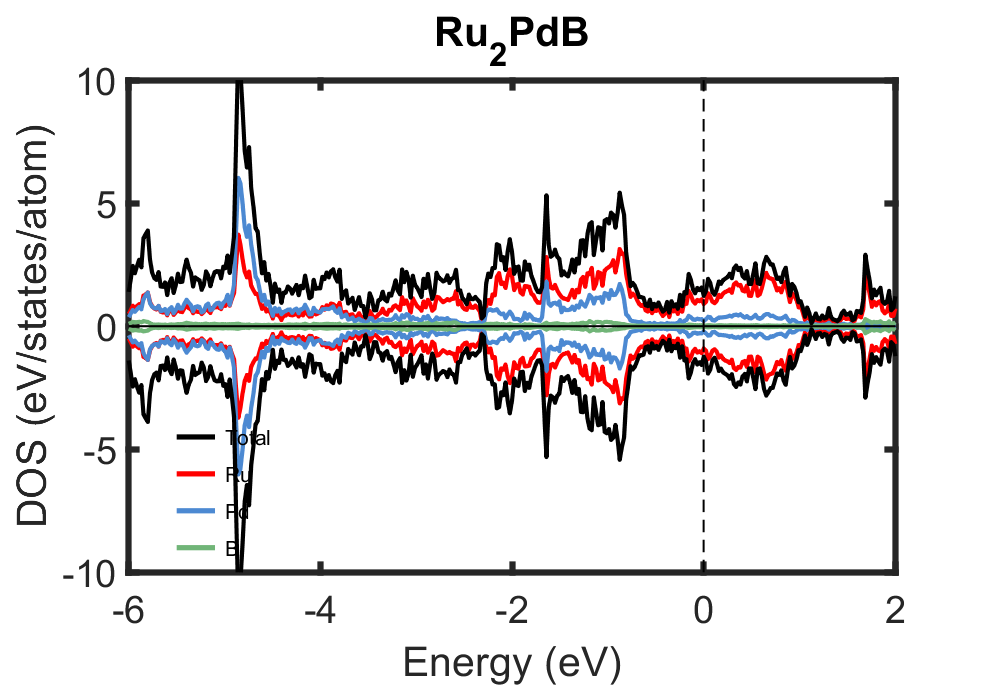 Ru₂PdB
10
5
0
-5
-10
DOS (eV/states/atom)
Total
Ru
Pd
B
-6 -4 -2 0 2
Energy (eV)